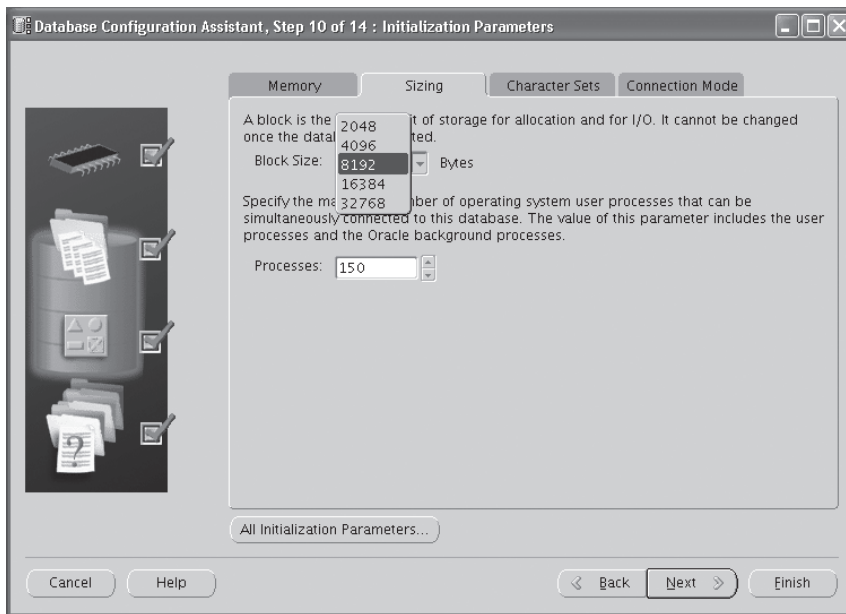 Database Configuration Assistant, Step 10 of 14 : Initialization Parameters
Memory Sizing Character Sets Connection Mode
A block is the it of storage for allocation and for I/O. It cannot be changed
once the datab ted.
Block Size: 8192 Bytes
2048
4096
8192
16384
32768
Specify the ma mber of operating system user processes that can be
simultaneously connected to this database. The value of this parameter includes the user
processes and the Oracle background processes.
Processes: 150
?
All Initialization Parameters...
Cancel Help Back Next Finish